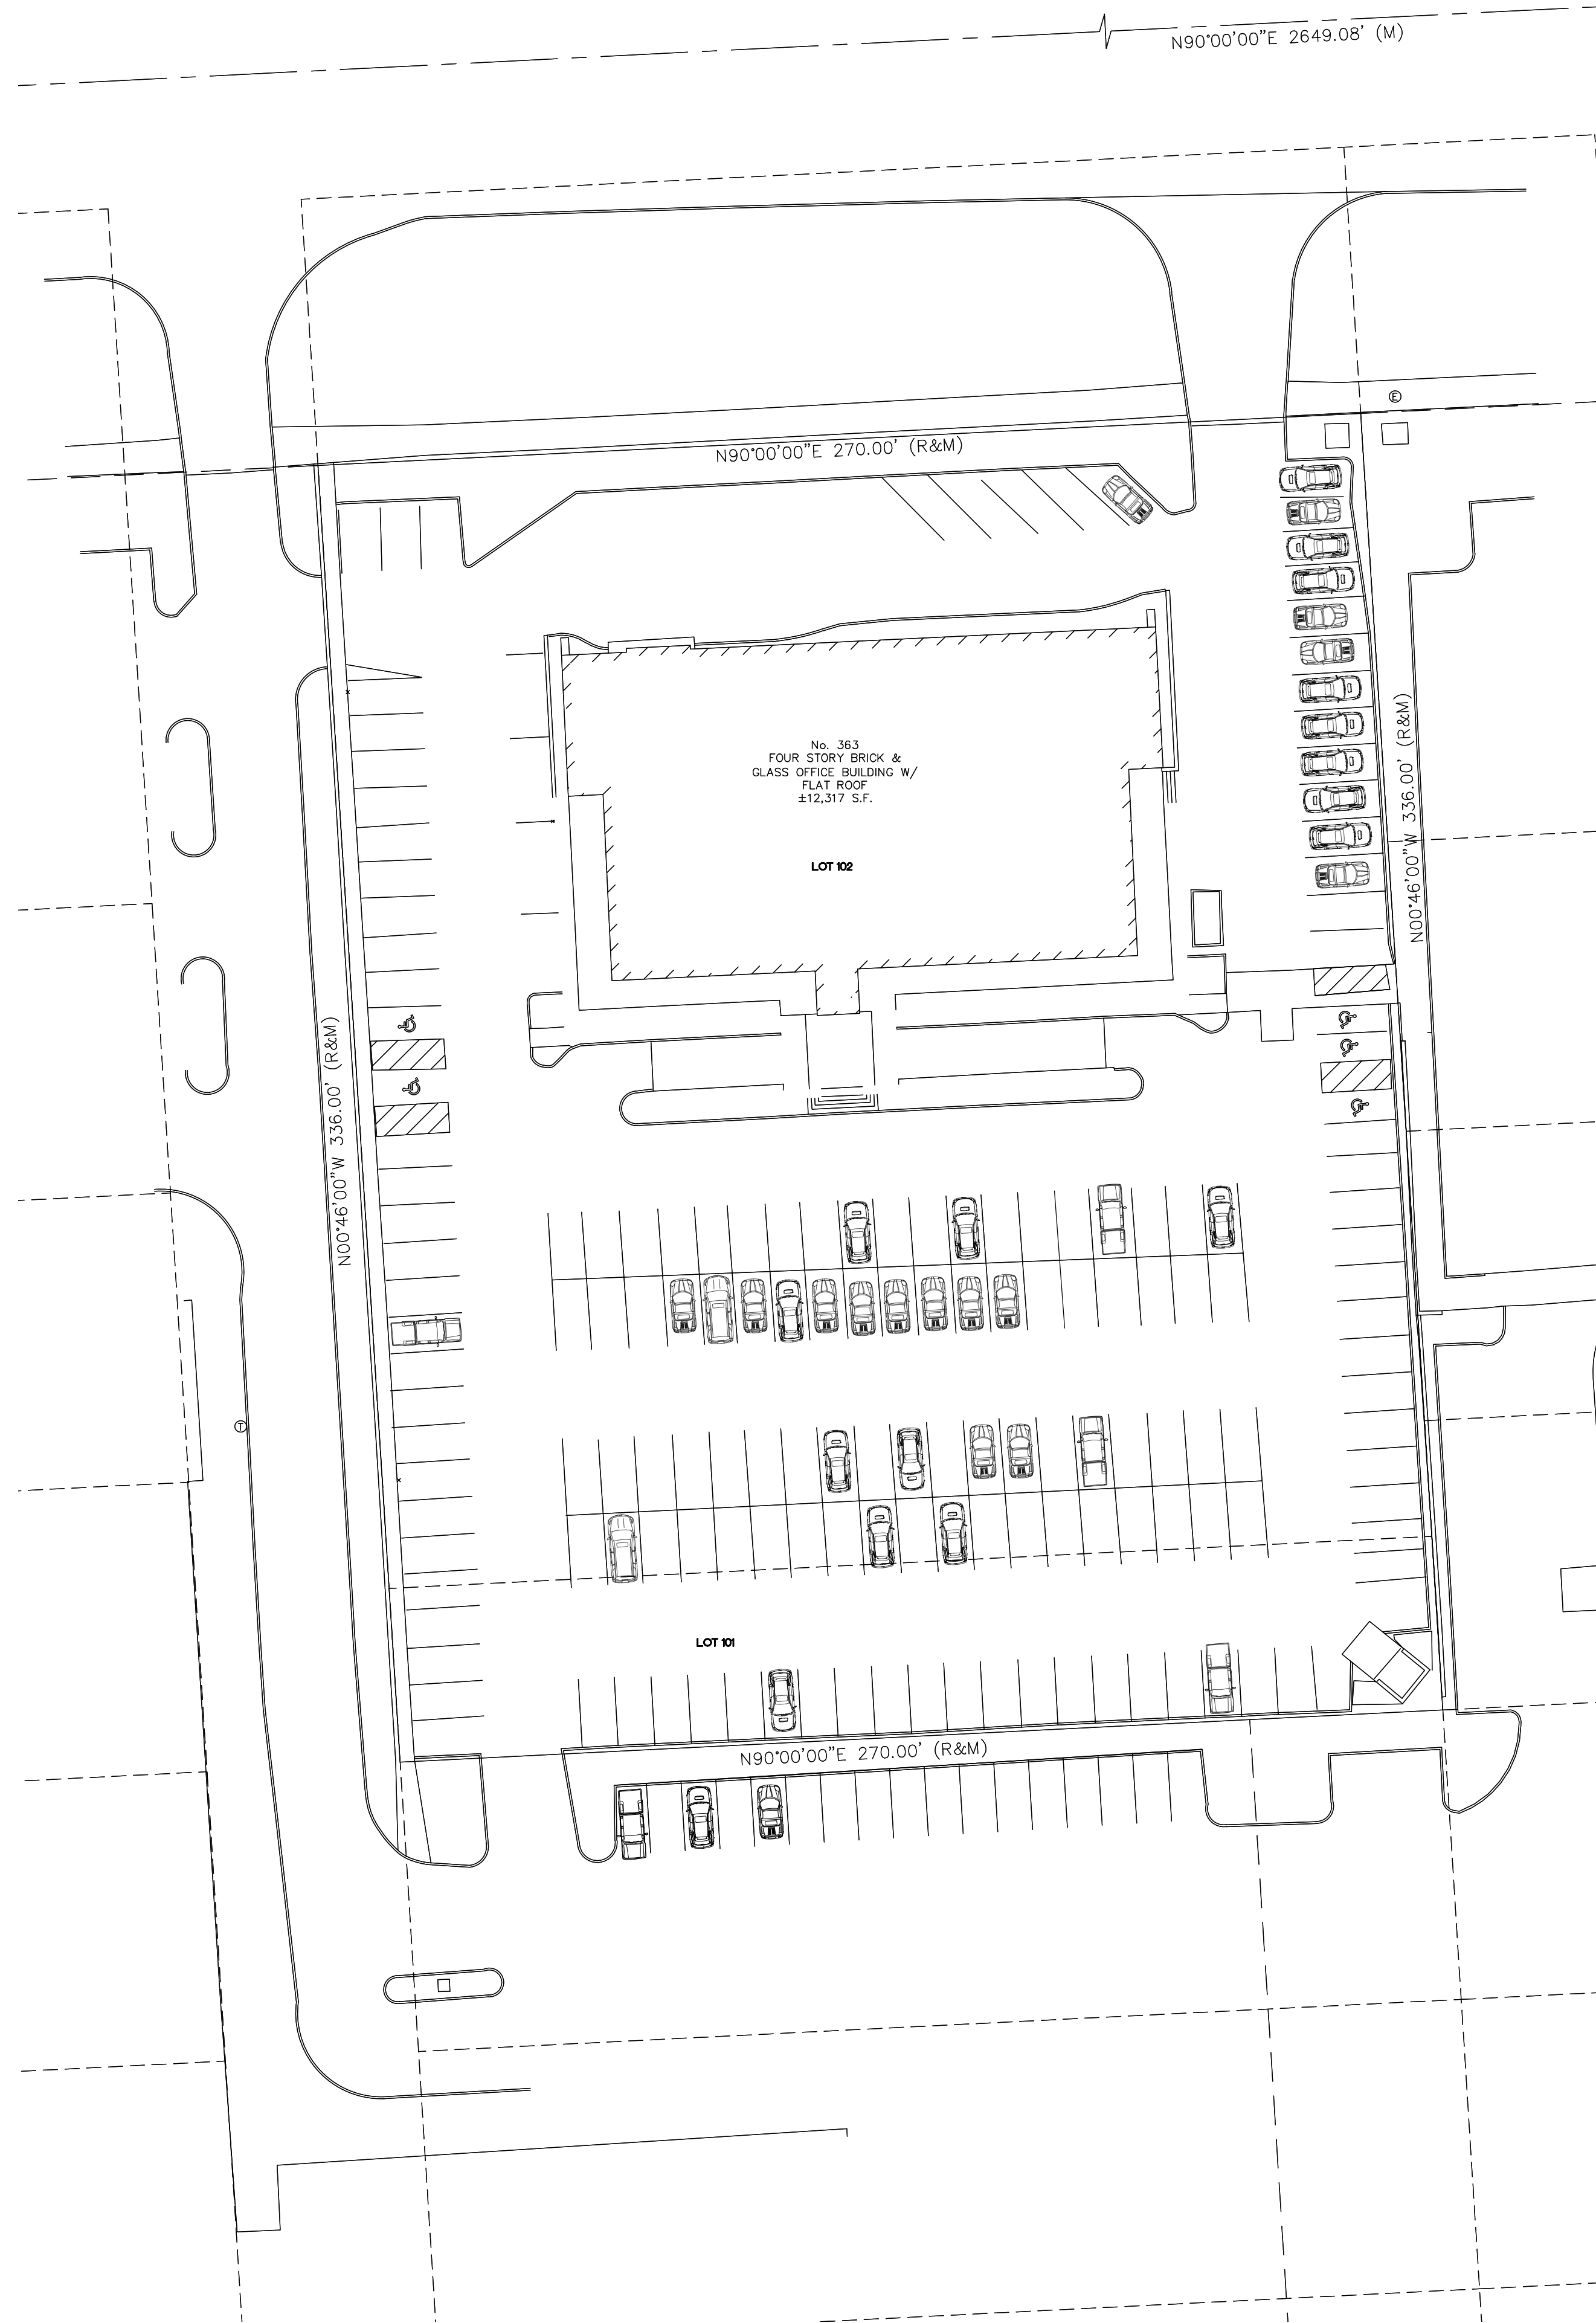 N90°00'00"E 2649.08' (M)
E
N90°00'00"E 270.00' (R&M)
No. 363
FOUR STORY BRICK &
GLASS OFFICE BUILDING W/
FLAT ROOF
±12,317 S.F.
LOT 102
N00°46'00"W 336.00' (R&M)
N00°46'00"W 336.00' (R&M)
T
LOT 101
N90°00'00"E 270.00' (R&M)